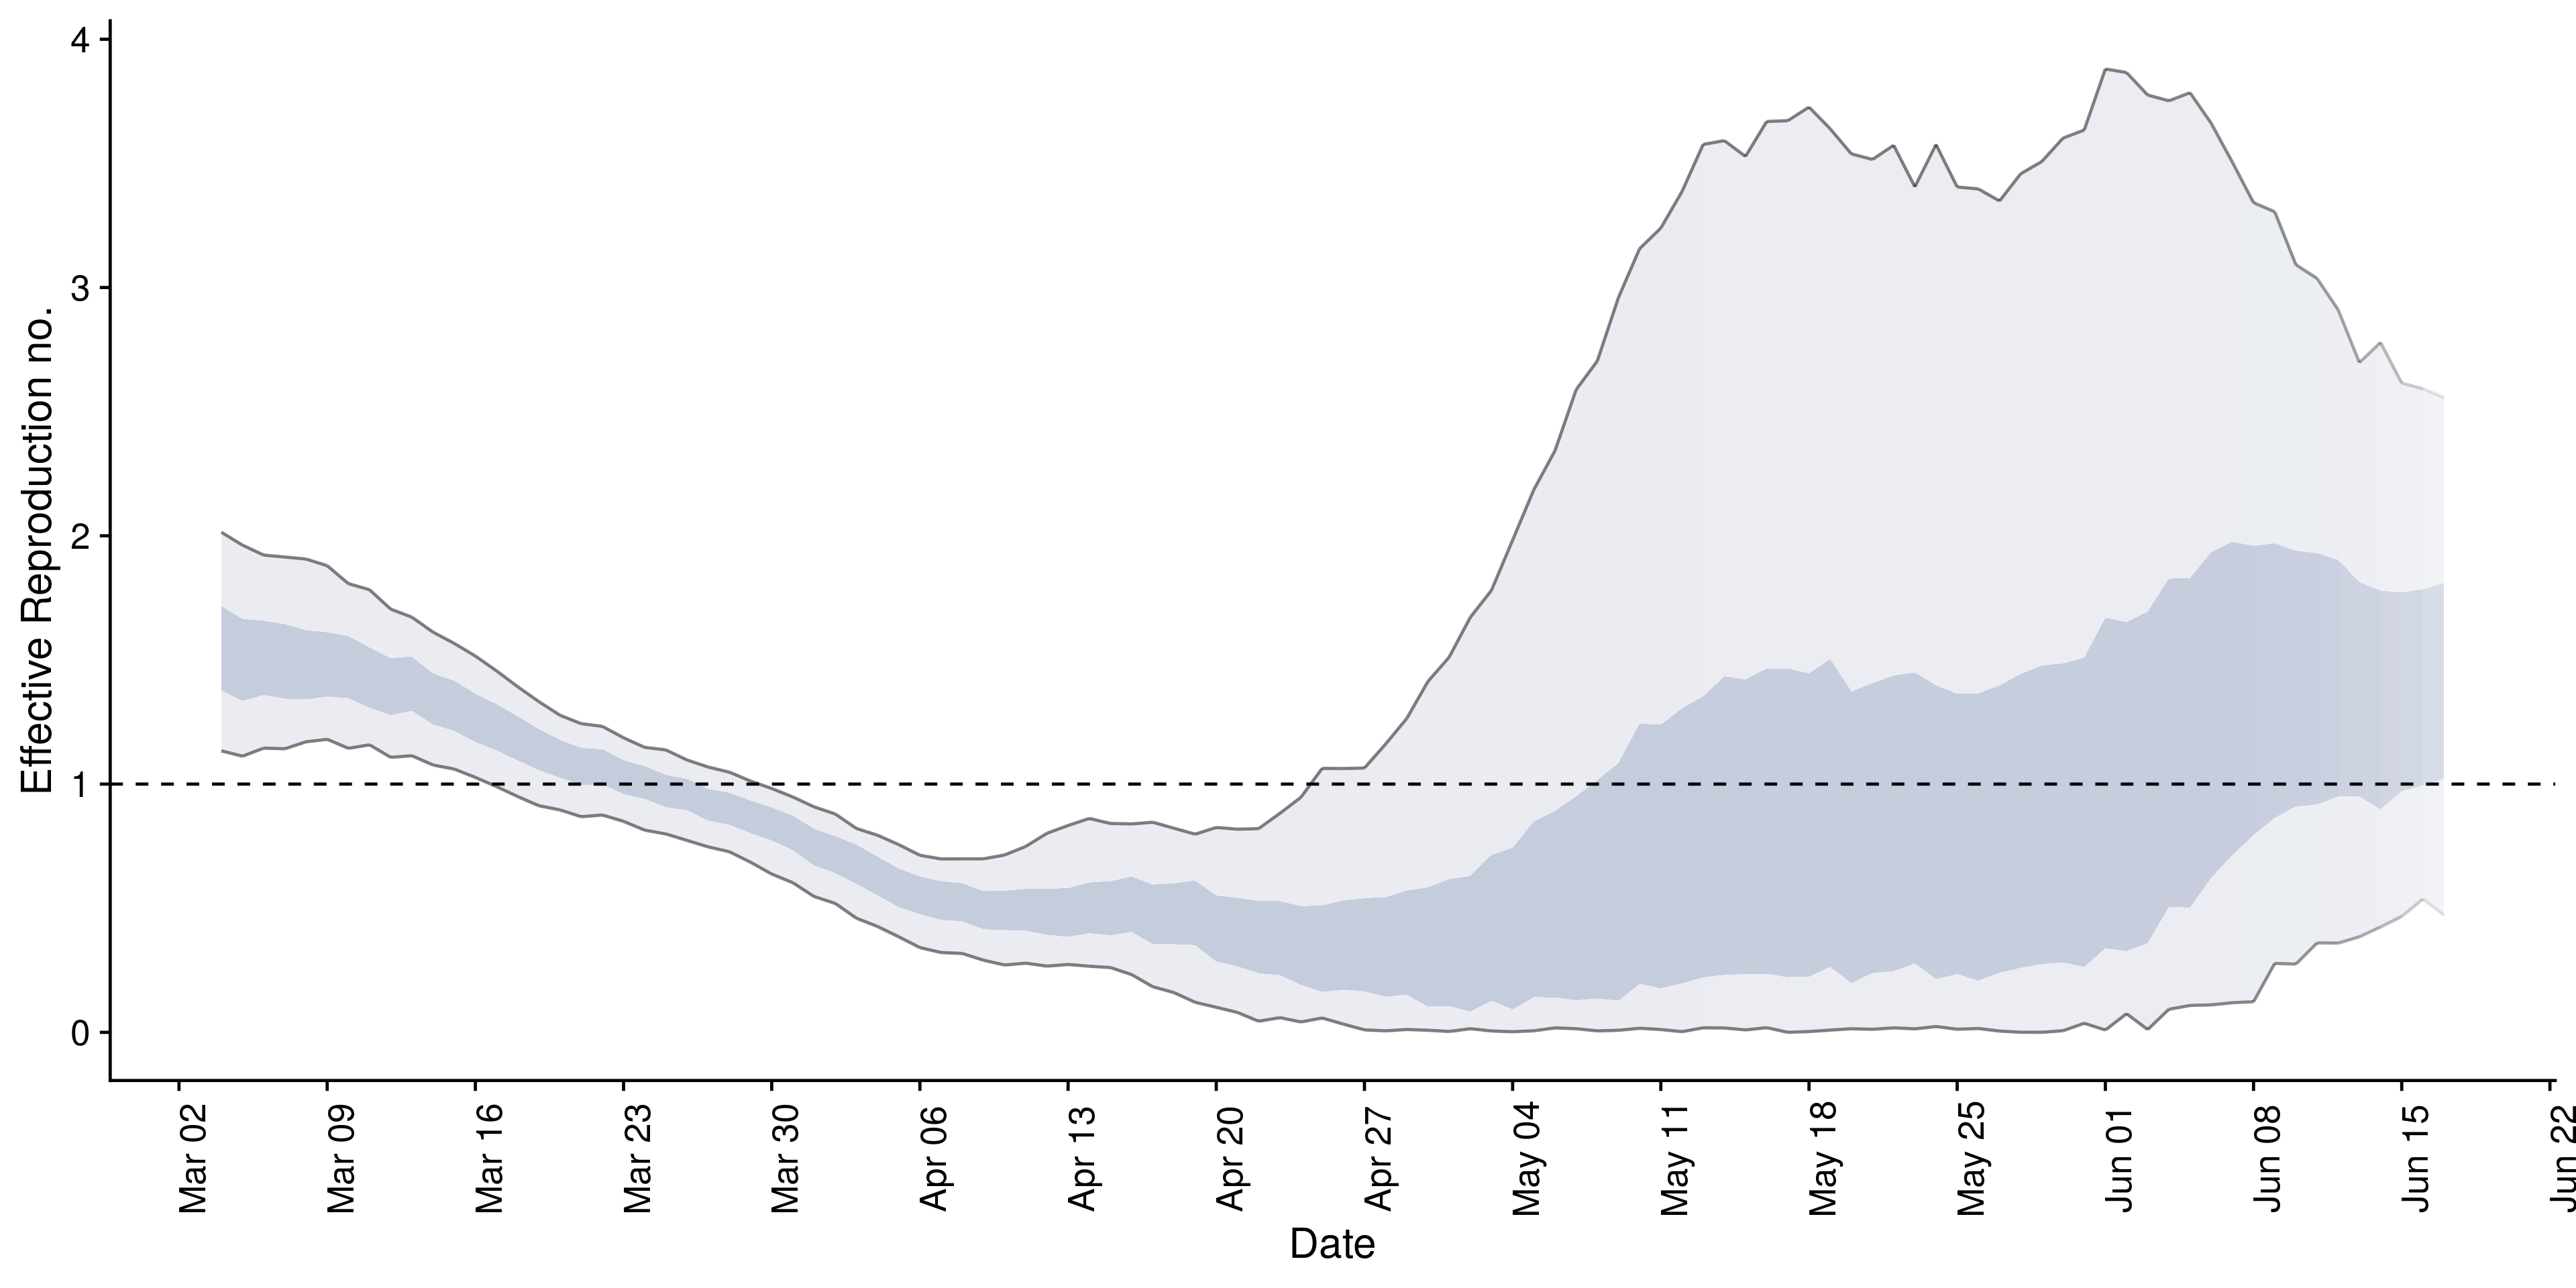 Effective Reproduction no.
4
3
2
1
0
Mar 02
Mar 09
Mar 16
Mar 23
Mar 30
Apr 06
Apr 13
Apr 20
Apr 27
May 04
May 11
May 18
May 25
Jun 01
Jun 08
Jun 15
Jun 22
Date